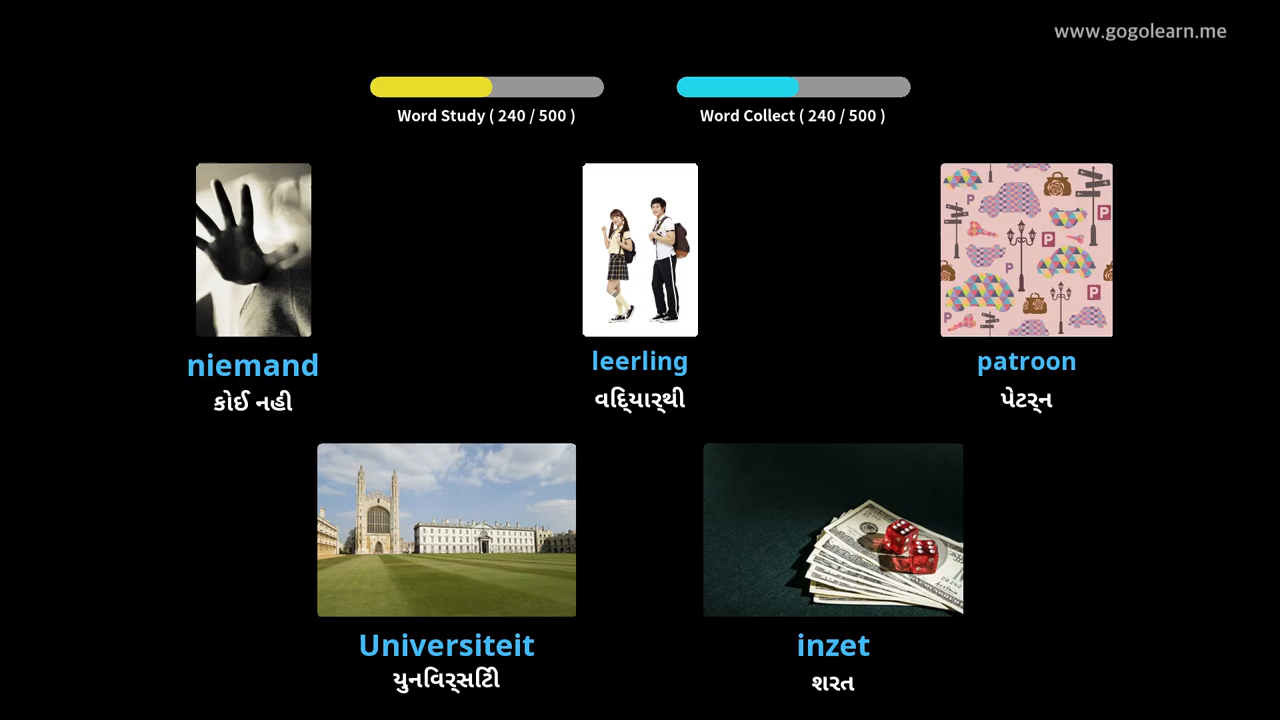 www.gogolearn.me
Word Study ( 240 / 500 )
Word Collect ( 240 / 500 )
niemand
કોઈ નહી
leerling
વિદ્યાર્થી
patroon
પેટર્ન
Universiteit
યુનિવર્સિટી
inzet
શરત